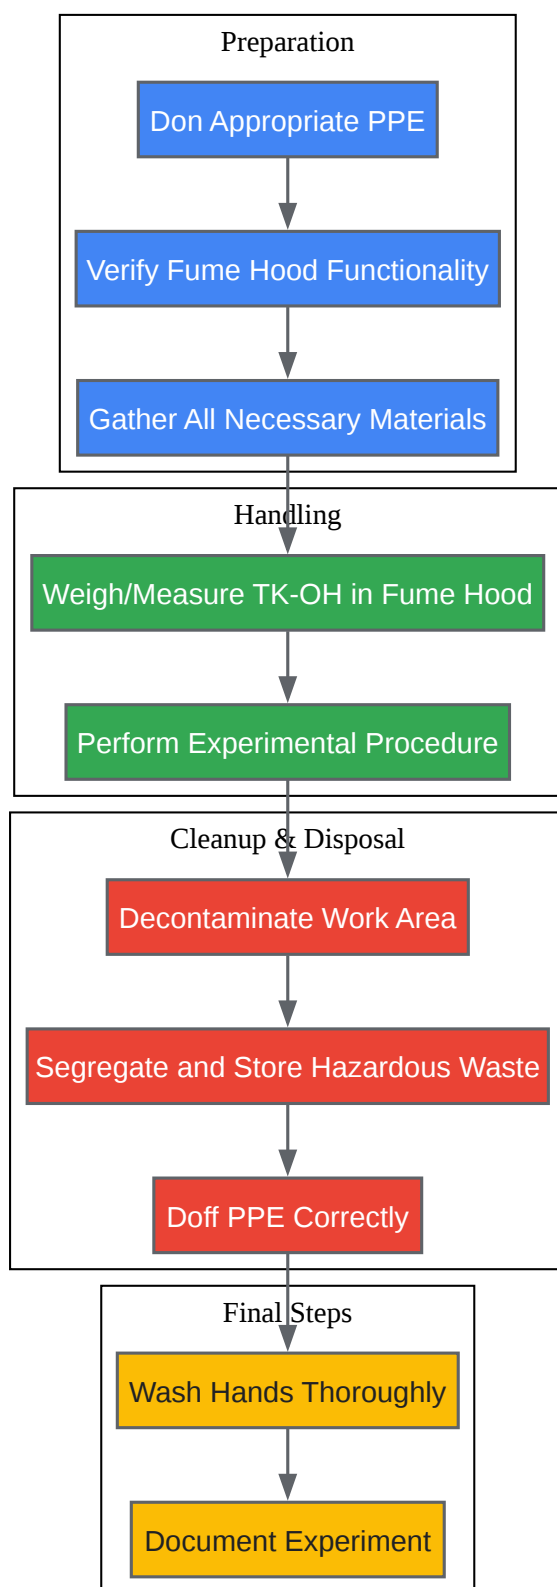 Preparation
Don Appropriate PPE
Verify Fume Hood Functionality
Gather All Necessary Materials
Handling
Weigh/Measure TK-OH in Fume Hood
Perform Experimental Procedure
Cleanup & Disposal
Decontaminate Work Area
Segregate and Store Hazardous Waste
Doff PPE Correctly
Final Steps
Wash Hands Thoroughly
Document Experiment